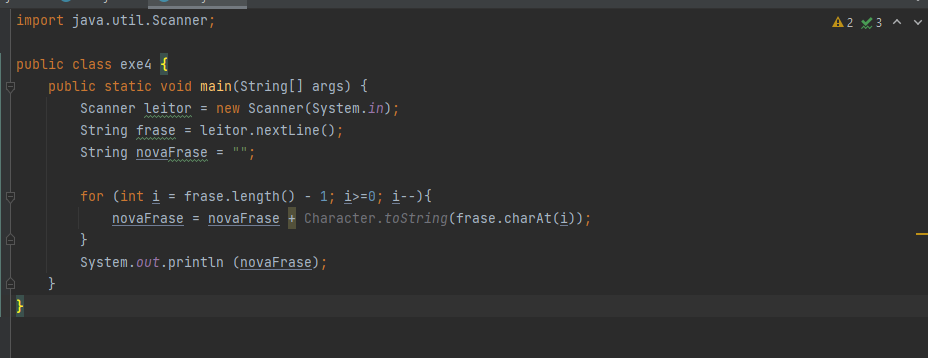 import java.util.Scanner;
2 3
public class exe4 {
public static void main(String[] args) {
Scanner leitor = new Scanner(System.in);
String frase = leitor.nextLine();
String novaFrase = "";
for (int i = frase.length() - 1; i>=0; i--){
novaFrase = novaFrase + Character.toString(frase.charAt(i));
}
System.out.println (novaFrase);
}
}